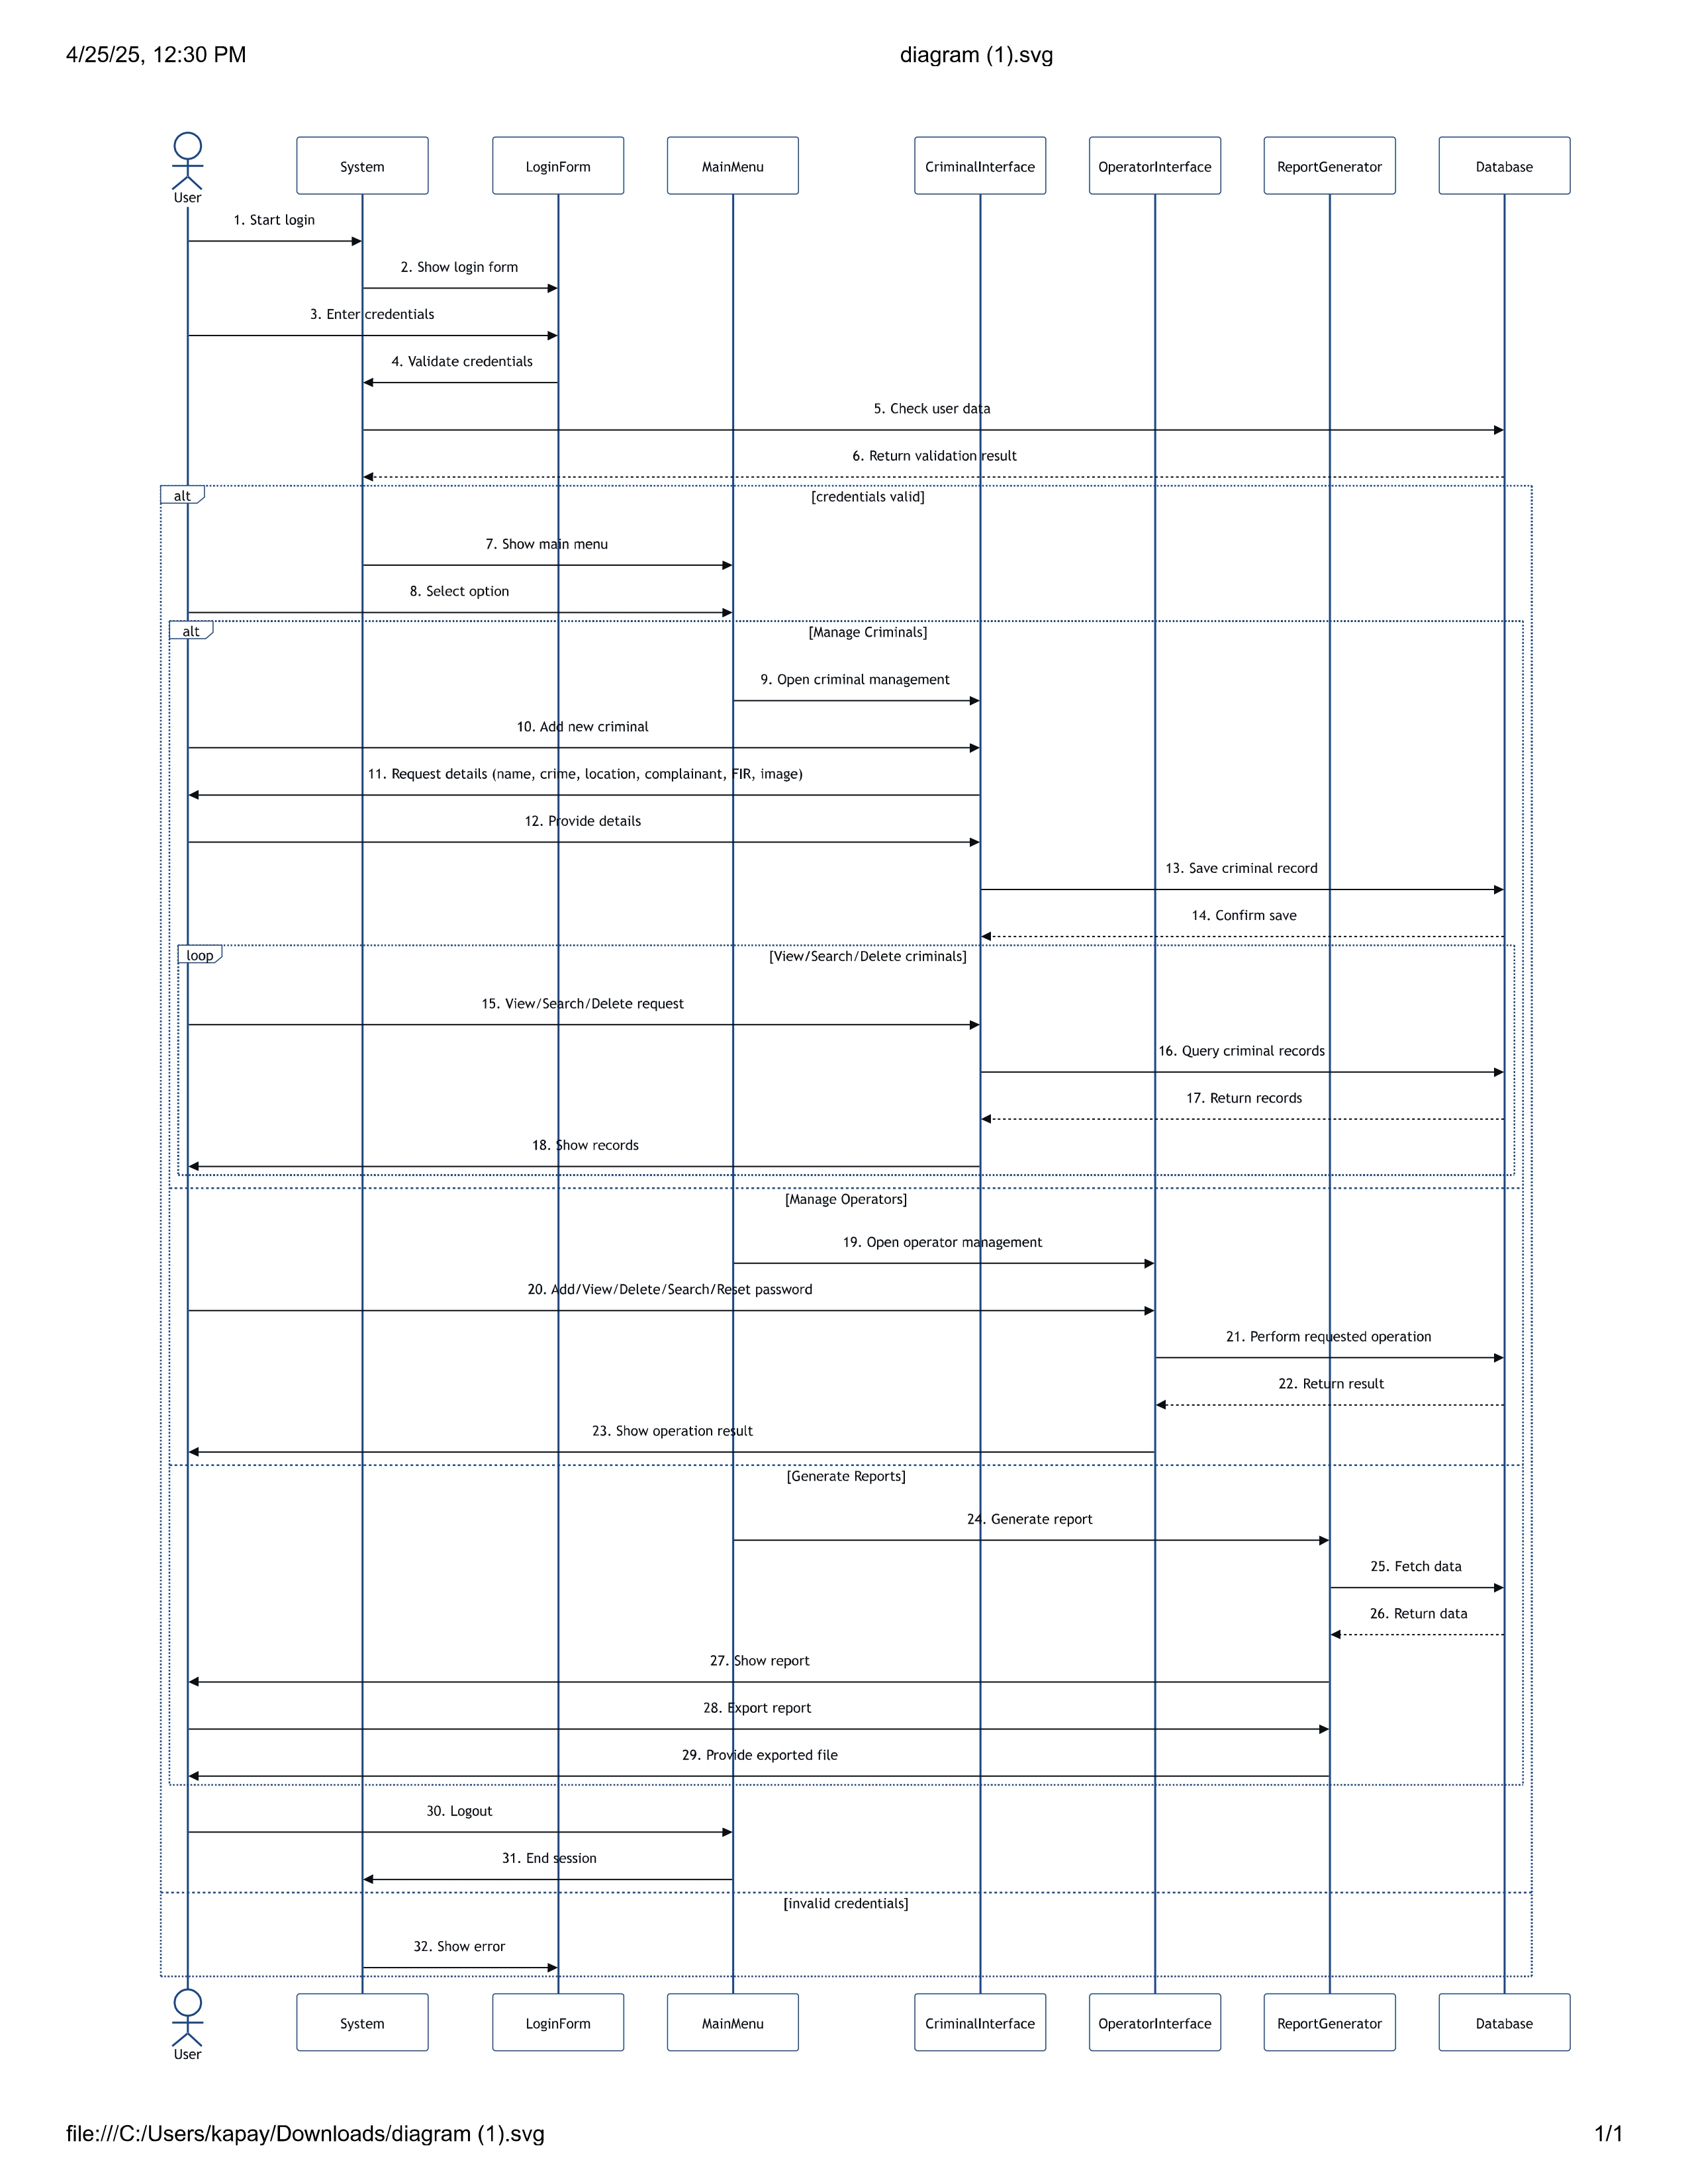 4/25/25, 12:30 PM
diagram (1).svg
User
System
LoginForm
MainMenu
CriminalInterface
OperatorInterface
ReportGenerator
Database
1. Start login
2. Show login form
3. Enter credentials
4. Validate credentials
5. Check user data
6. Return validation result
alt
[credentials valid]
7. Show main menu
8. Select option
alt
[Manage Criminals]
9. Open criminal management
10. Add new criminal
11. Request details (name, crime, location, complainant, FIR, image)
12. Provide details
13. Save criminal record
14. Confirm save
loop
[View/Search/Delete criminals]
15. View/Search/Delete request
16. Query criminal records
17. Return records
18. Show records
[Manage Operators]
19. Open operator management
20. Add/View/Delete/Search/Reset password
21. Perform requested operation
22. Return result
23. Show operation result
[Generate Reports]
24. Generate report
25. Fetch data
26. Return data
27. Show report
28. Export report
29. Provide exported file
30. Logout
31. End session
[invalid credentials]
32. Show error
User
System
LoginForm
MainMenu
CriminalInterface
OperatorInterface
ReportGenerator
Database
file:///C:/Users/kapay/Downloads/diagram (1).svg
1/1